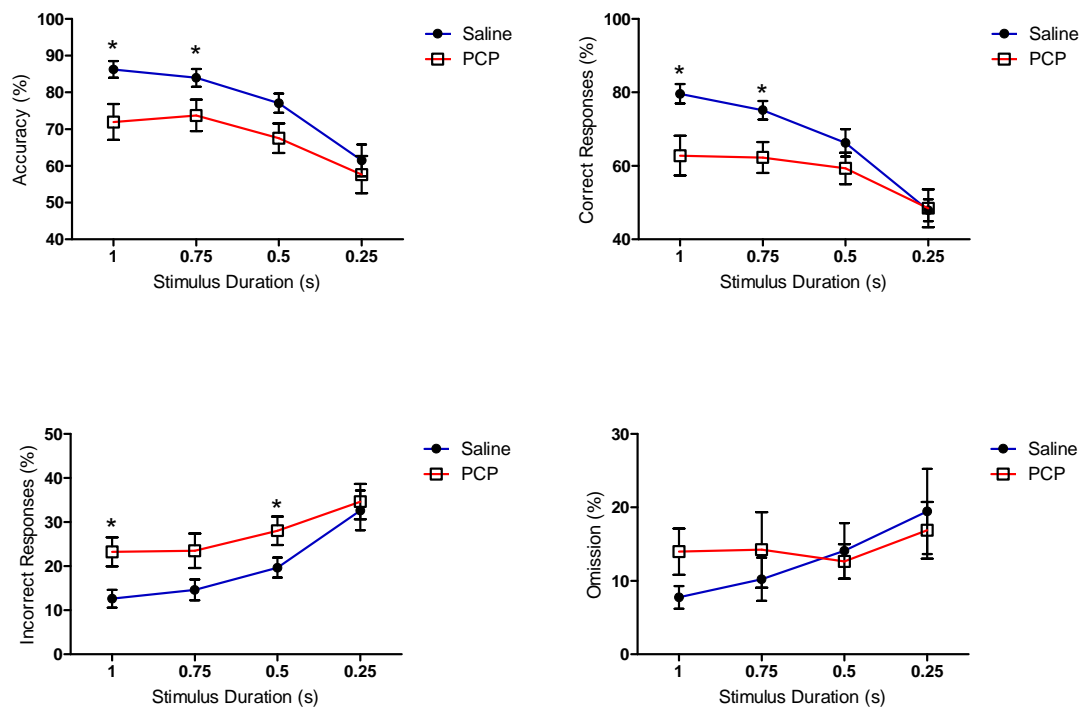 Accuracy (%)
100
90
80
70
60
50
40
*
*
1
0.75
0.5
0.25
Stimulus Duration (s)
Saline
PCP
Correct Responses (%)
100
80
60
40
*
*
1
0.75
0.5
0.25
Stimulus Duration (s)
Saline
PCP
Incorrect Responses (%)
50
40
30
20
10
0
*
*
1
0.75
0.5
0.25
Stimulus Duration (s)
Saline
PCP
Omission (%)
30
20
10
0
1
0.75
0.5
0.25
Stimulus Duration (s)
Saline
PCP